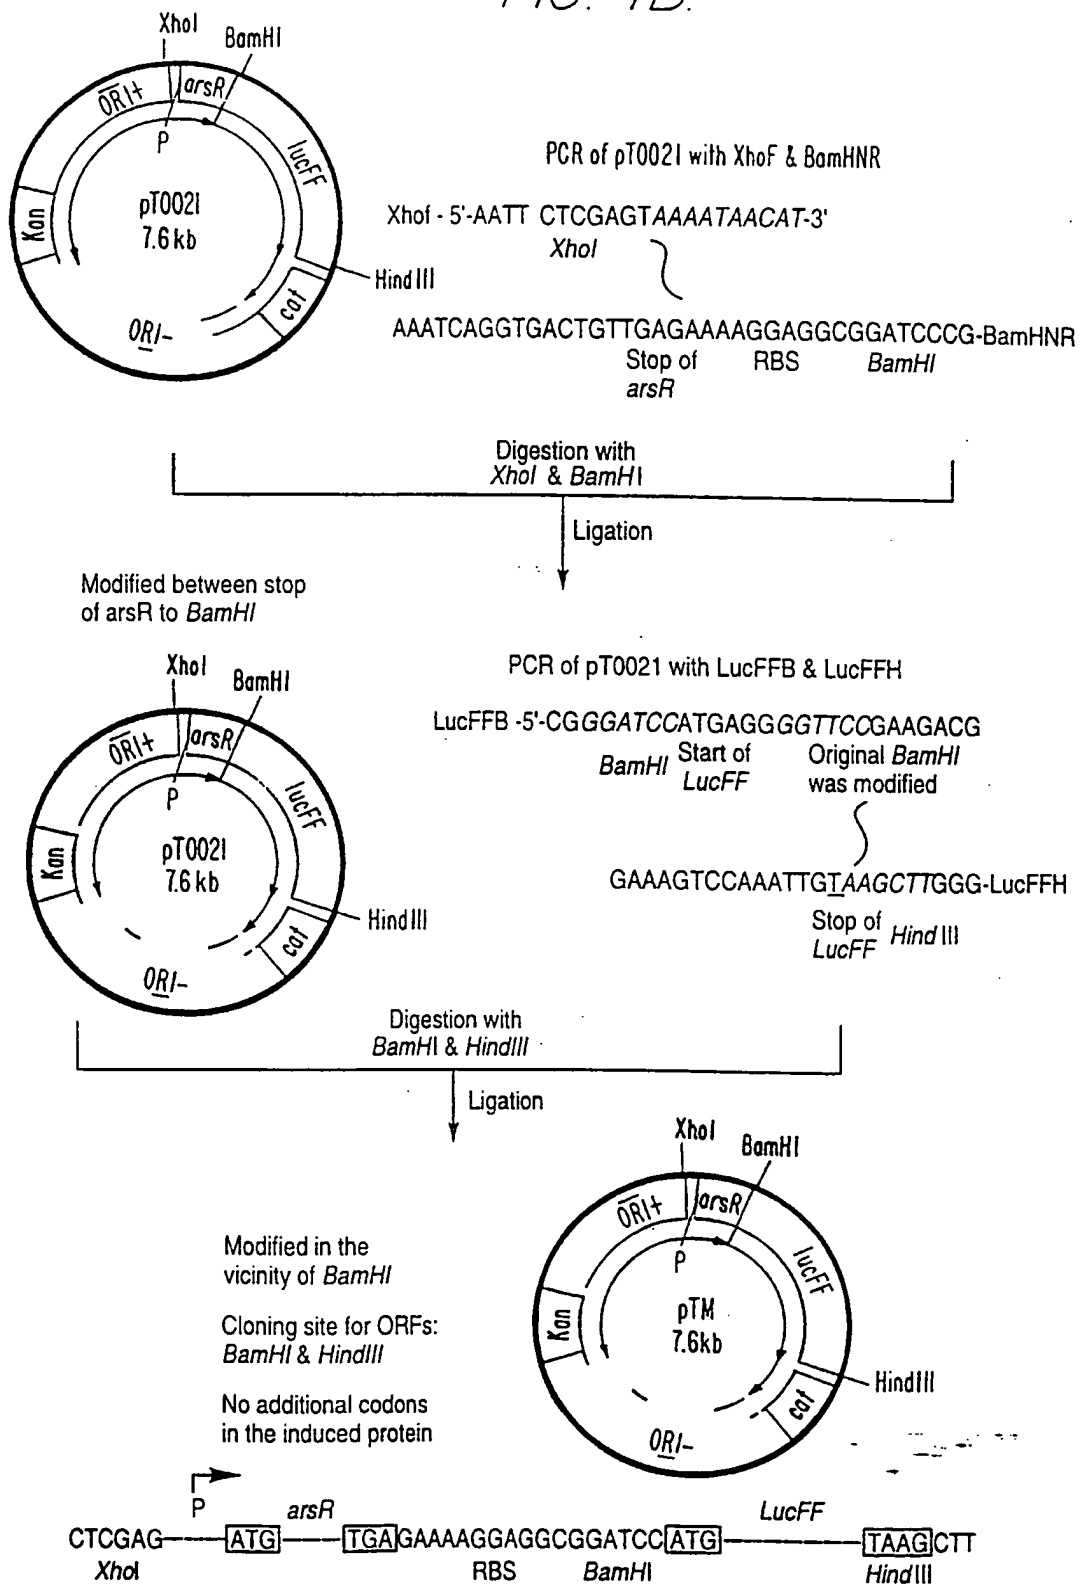 FIG. 1B.
XhoI
BamHI
ORI+
arsR
lucFF
P
Kan
pT0021
7.6 kb
HindIII
cat
ORI-
PCR of pT0021 with XhoF & BamHNR
Xhof - 5'-AATT CTCGAGTAAAATAACAT-3'
XhoI
AAATCAGGTGACTGTTGAGAAAAGGAGGCGGATCCCG-BamHNR
Stop of RBS BamHI
arsR
Digestion with
XhoI & BamHI
Ligation
Modified between stop
of arsR to BamHI
XhoI
BamHI
ORI+
arsR
lucFF
P
Kan
pT0021
7.6 kb
HindIII
cat
ORI-
PCR of pT0021 with LucFFB & LucFFH
LucFFB -5'-CGGGATCCATGAGGGGTTCCGAAGACG
BamHI Start of Original BamHI
LucFF was modified
GAAAGTCCAAATTGTAAGCTTGGG-LucFFH
Stop of HindIII
LucFF
Digestion with
BamHI & HindIII
Ligation
XhoI
BamHI
ORI+
arsR
lucFF
P
Kan
pTM
7.6kb
HindIII
cat
ORI-
Modified in the
vicinity of BamHI
Cloning site for ORFs:
BamHI & HindIII
No additional codons
in the induced protein
P arsR LucFF
CTCGAG ATG TGA GAAAAGGAGGCGGATCC ATG TAAG CTT
XhoI RBS BamHI HindIII